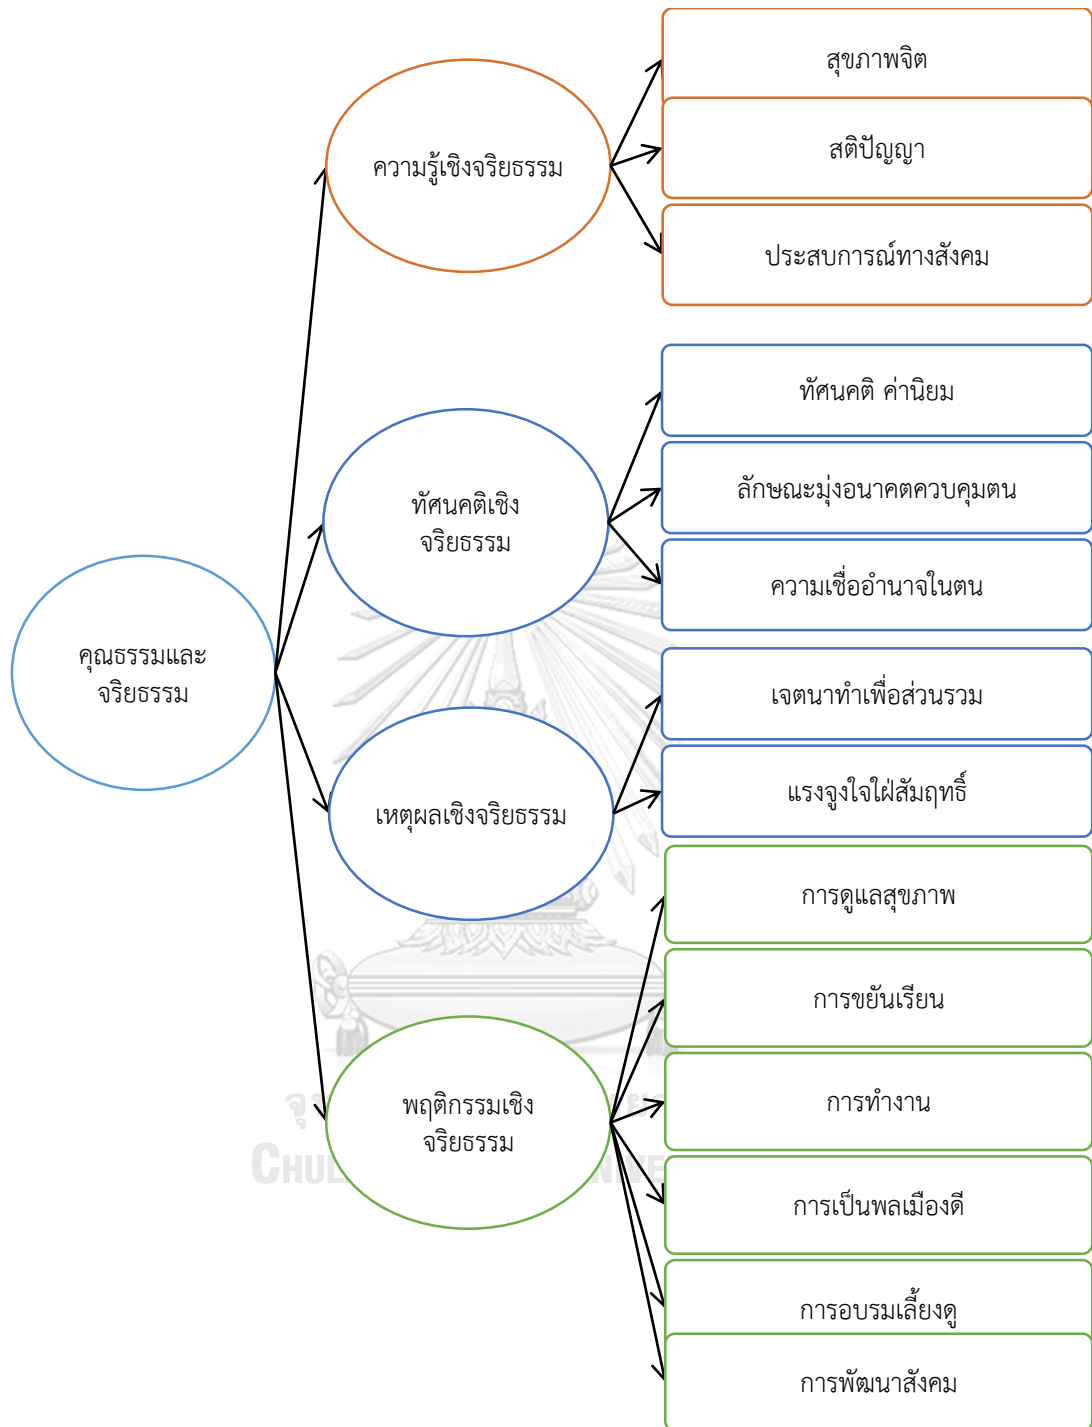 สุขภาพจิต
สติปัญญา
ความรู้เชิงจริยธรรม
ประสบการณ์ทางสังคม
ทัศนคติ ค่านิยม
ลักษณะมุ่งอนาคตควบคุมตน
ทัศนคติเชิง
จริยธรรม
ความเชื่ออำนาจในตน
คุณธรรมและ
จริยธรรม
เจตนาทำเพื่อส่วนรวม
แรงจูงใจใฝ่สัมฤทธิ์
เหตุผลเชิงจริยธรรม
การดูแลสุขภาพ
การขยันเรียน
การทำงาน
พฤติกรรมเชิง
จริยธรรม
การเป็นพลเมืองดี
การอบรมเลี้ยงดู
การพัฒนาสังคม